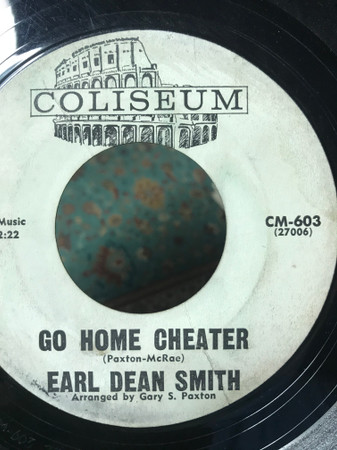 COLISEUM
Music
2:22
CM-603
(27006)
GO HOME CHEATER
(Paxton-McRae)
EARL DEAN SMITH
Arranged by Gary S. Paxton